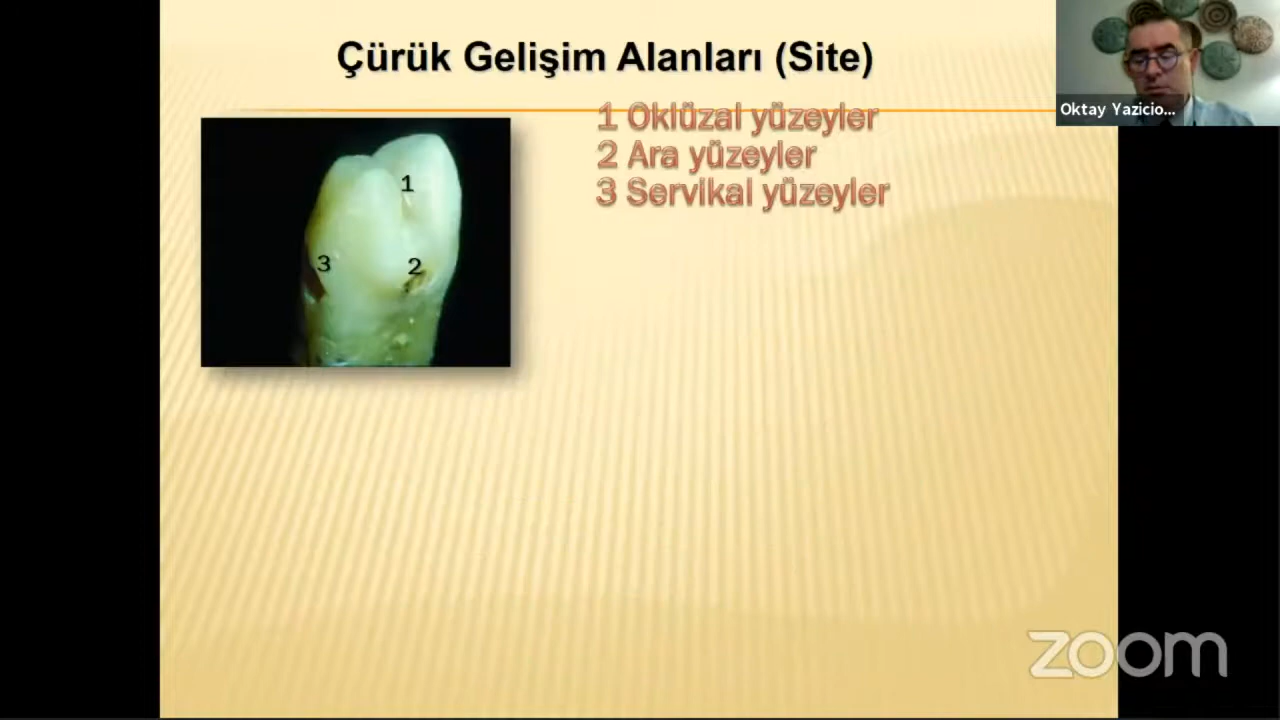 Çürük Gelişim Alanları (Site)
Oktay Yazicio...
1 Oklüzal yüzeyler
2 Ara yüzeyler
3 Servikal yüzeyler
1
3
2
zoom